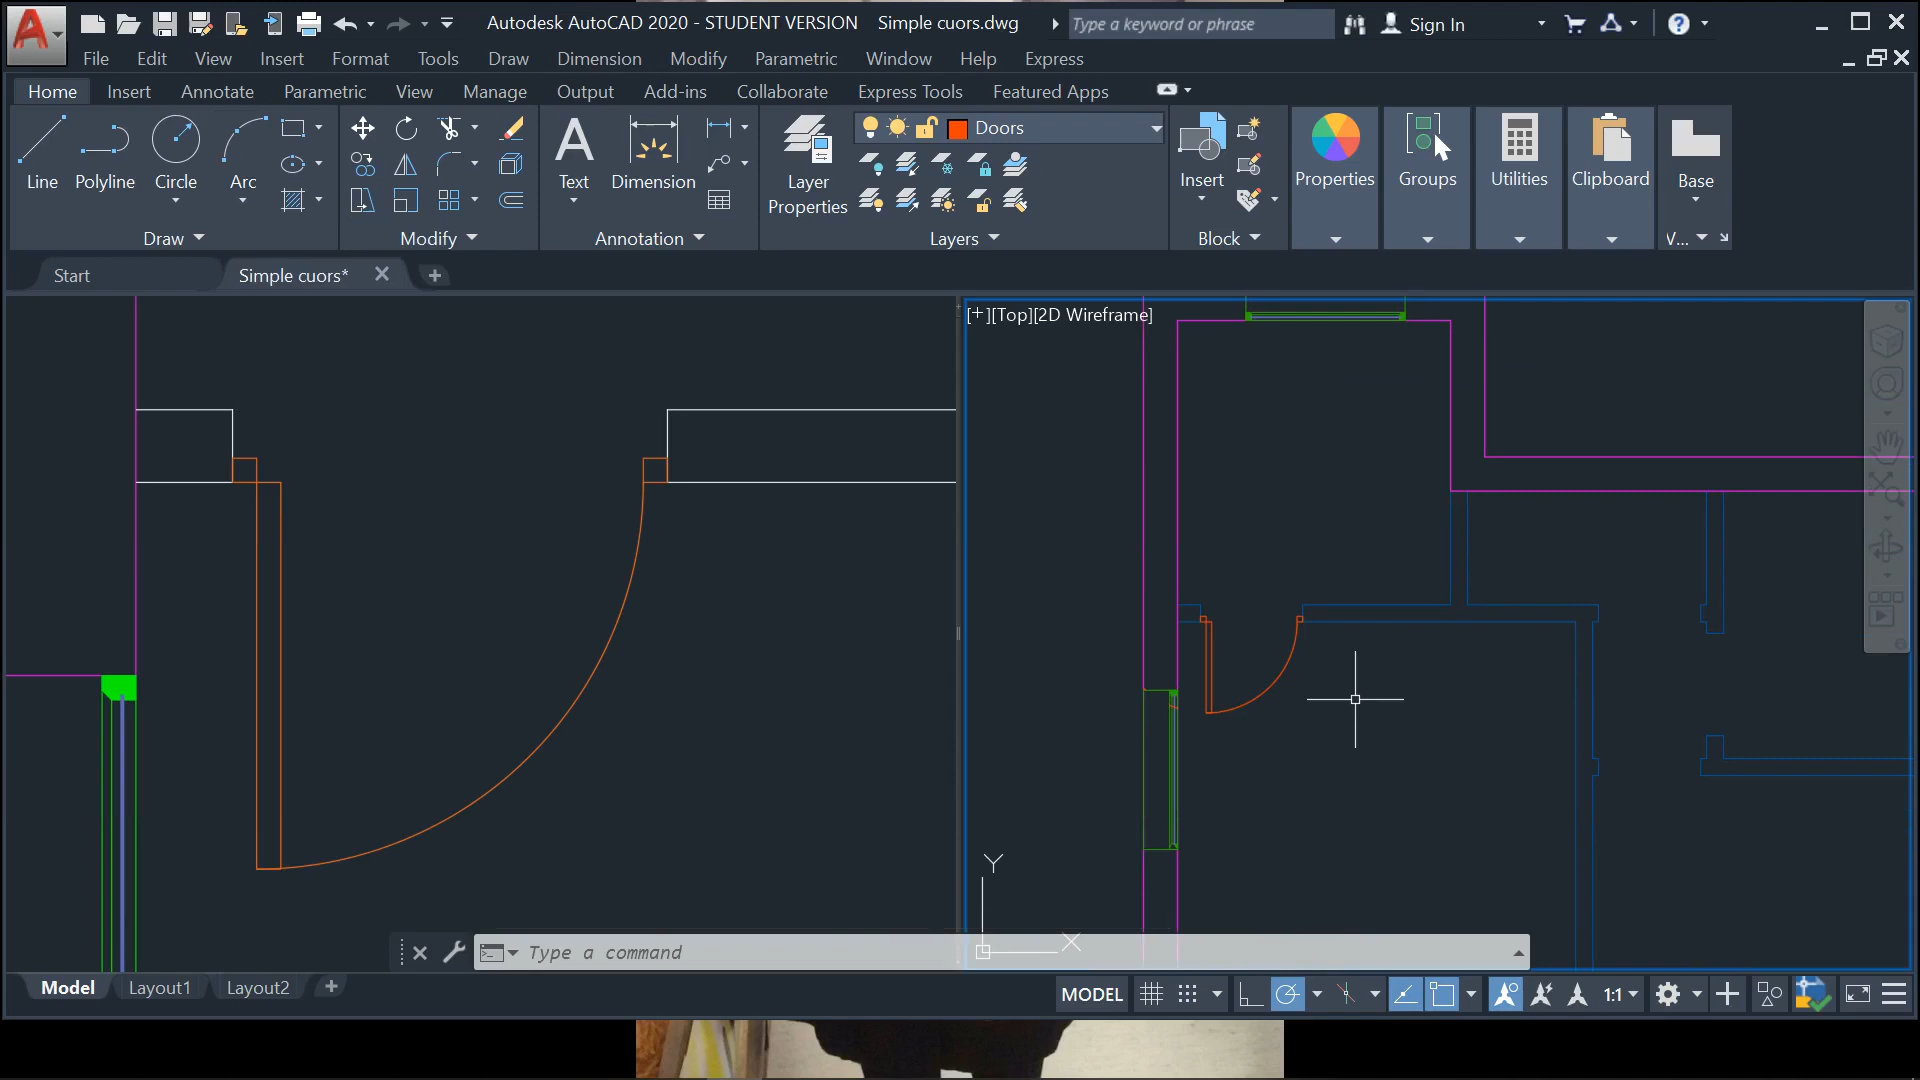 Autodesk AutoCAD 2020 - STUDENT VERSION Simple cuors.dwg Type a keyword or phrase Sign In
File Edit View Insert Format Tools Draw Dimension Modify Parametric Window Help Express
Home Insert Annotate Parametric View Manage Output Add-ins Collaborate Express Tools Featured Apps
Doors
Line Polyline Circle Arc Text Dimension Layer Properties Insert Properties Groups Utilities Clipboard Base
Draw Modify Annotation Layers Block V...
Start Simple cuors*
[+][Top][2D Wireframe]
Y
X
Type a command
Model Layout1 Layout2 MODEL 1:1